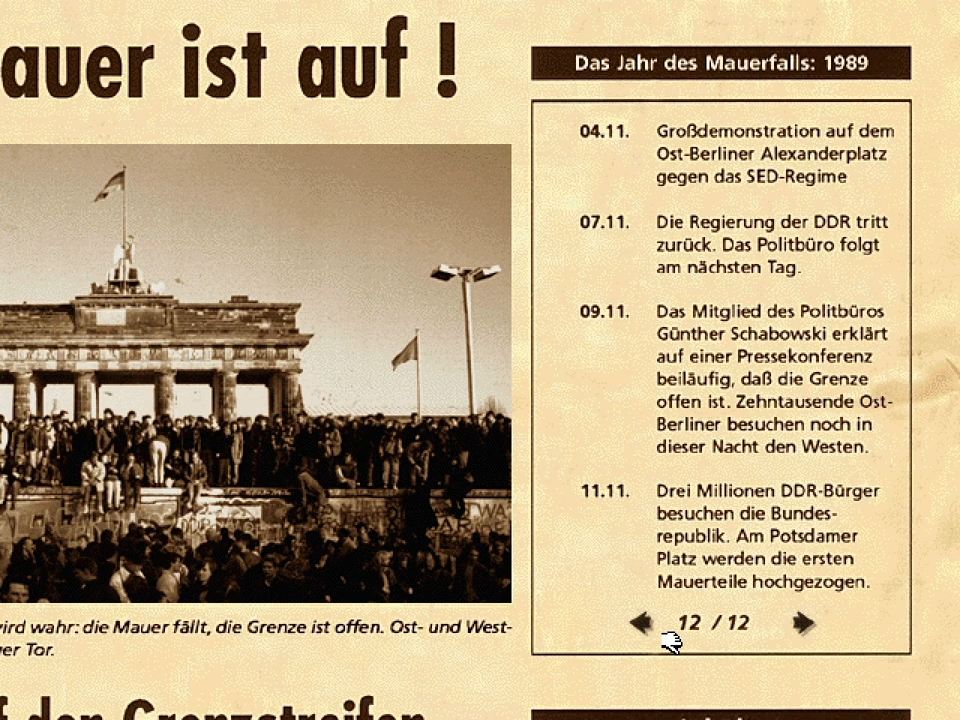 auer ist auf !
wird wahr: die Mauer fällt, die Grenze ist offen. Ost- und West-
Tor.
den Grenzstreifen
Das Jahr des Mauerfalls: 1989
04.11. Großdemonstration auf dem
Ost-Berliner Alexanderplatz
gegen das SED-Regime
07.11. Die Regierung der DDR tritt
zurück. Das Politbüro folgt
am nächsten Tag.
09.11. Das Mitglied des Politbüros
Günther Schabowski erklärt
auf einer Pressekonferenz
beiläufig, daß die Grenze
offen ist. Zehntausende Ost-
Berliner besuchen noch in
dieser Nacht den Westen.
11.11. Drei Millionen DDR-Bürger
besuchen die Bundes-
republik. Am Potsdamer
Platz werden die ersten
Mauerteile hochgezogen.
12 / 12